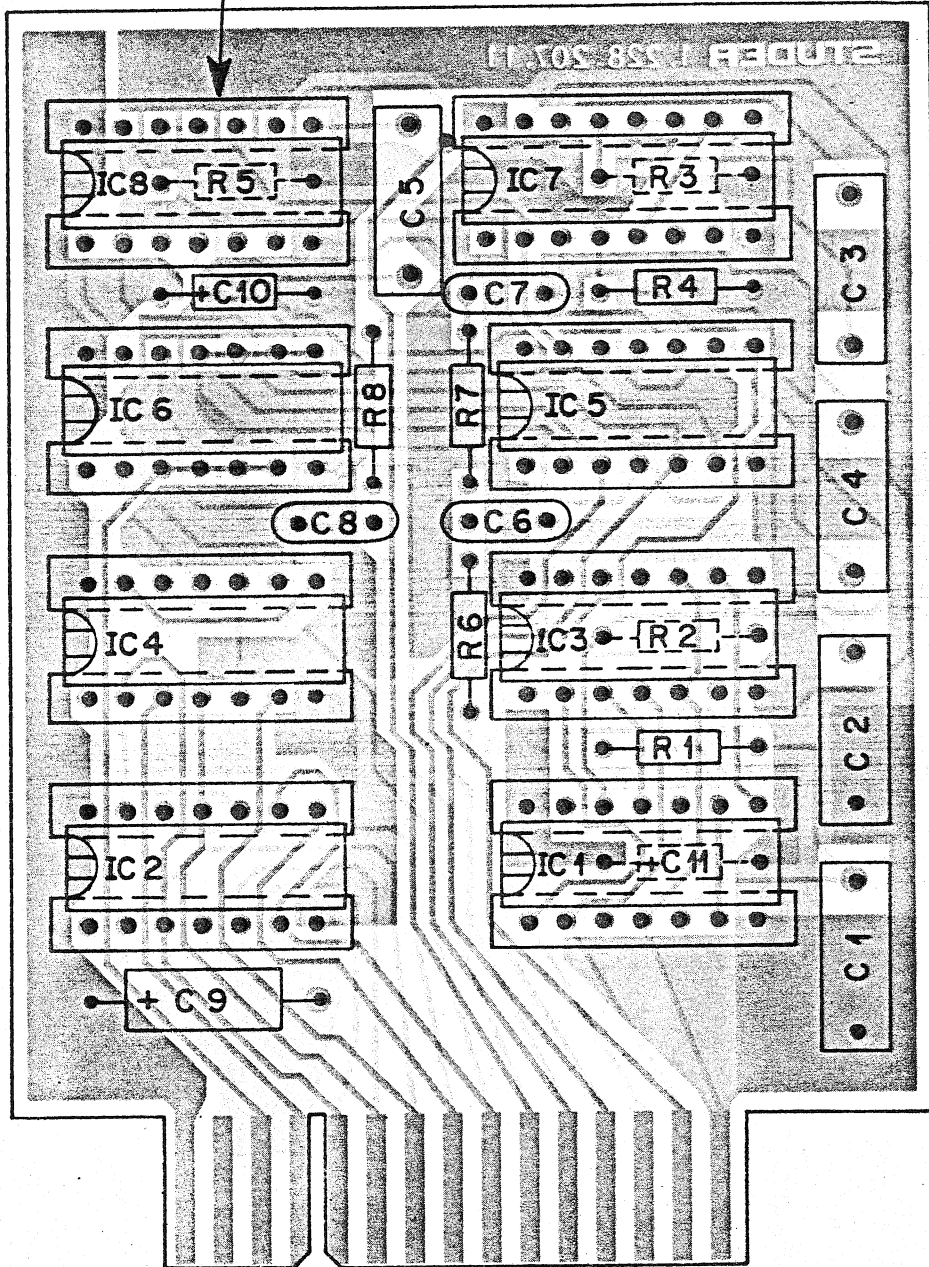 STUDER 1.228.207.11
IC8
R5
C5
IC7
R3
C3
+C10
C7
R4
IC6
R8
R7
IC5
C4
C8
C6
IC4
R6
IC3
R2
C2
R1
IC2
IC1
+C11
C1
+C9